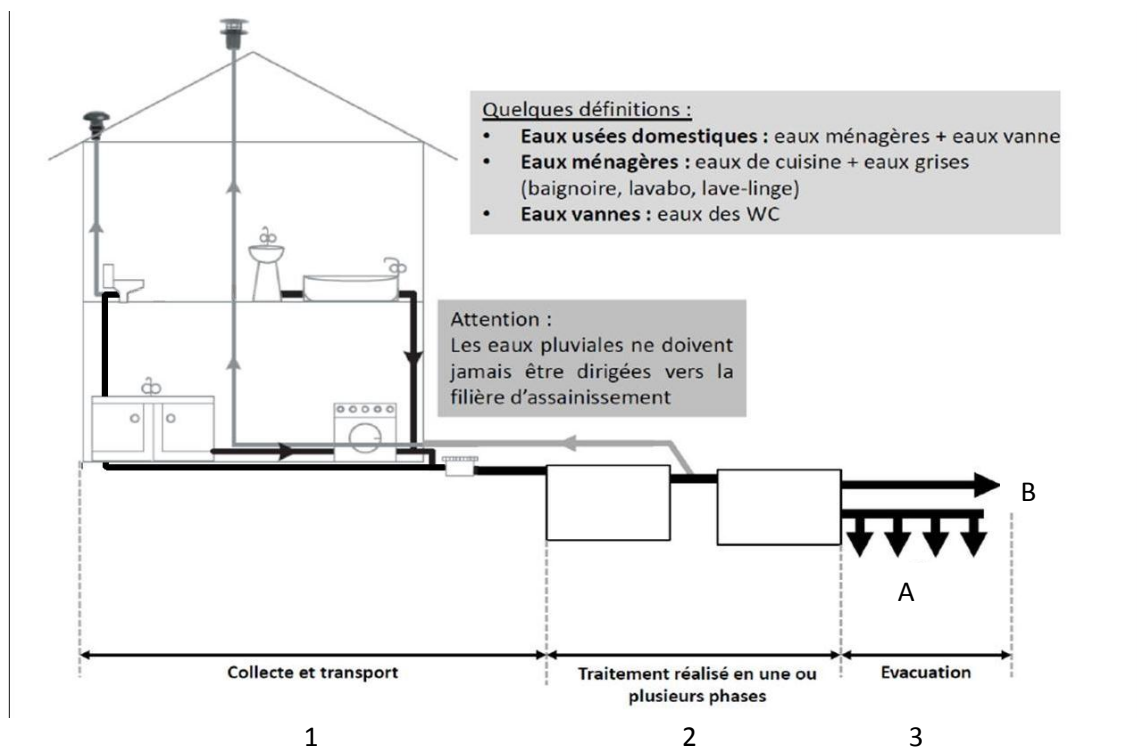 Quelques définitions :
• Eaux usées domestiques : eaux ménagères + eaux vanne
• Eaux ménagères : eaux de cuisine + eaux grises
(baignoire, lavabo, lave-linge)
• Eaux vannes : eaux des WC
Attention :
Les eaux pluviales ne doivent
jamais être dirigées vers la
filière d'assainissement
B
A
Collecte et transport
Traitement réalisé en une ou
plusieurs phases
Evacuation
1
2
3